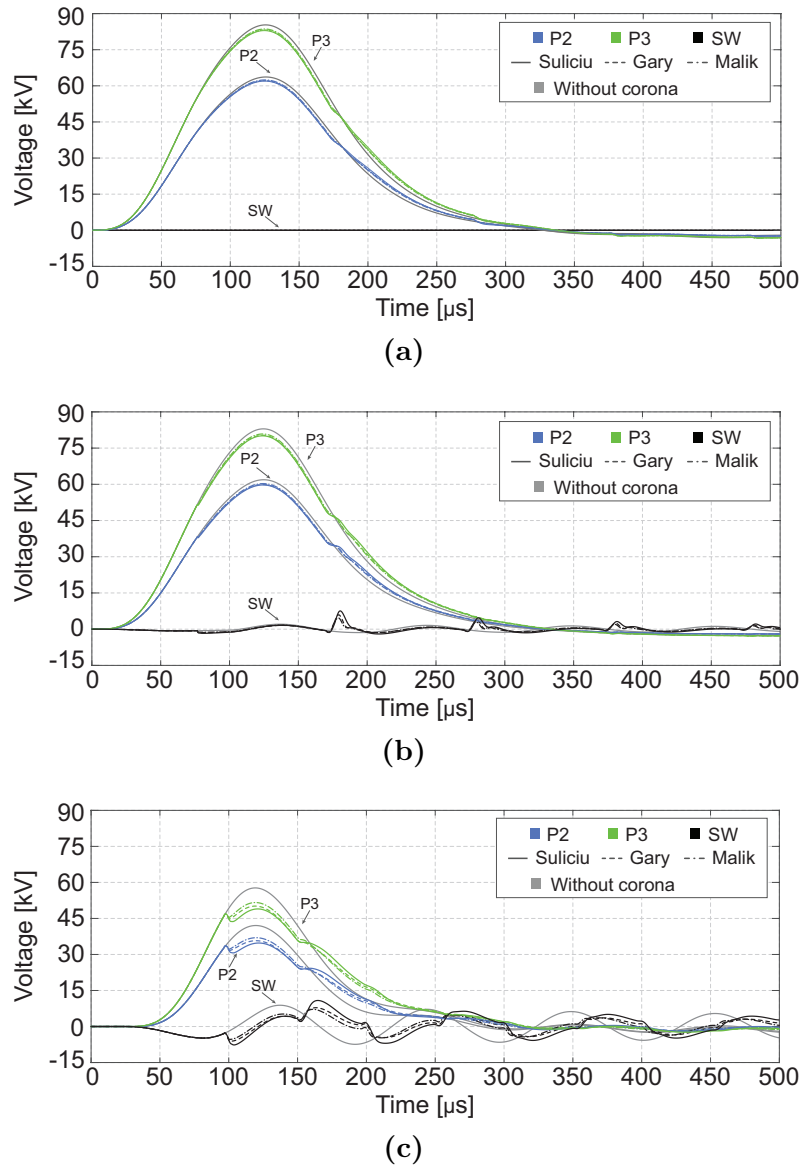 90
75
60
45
30
15
0
-15
Voltage [kV]
P2
P3
SW
P2 P3 SW
Suliciu Gary Malik
Without corona
0 50 100 150 200 250 300 350 400 450 500
Time [µs]
(a)
90
75
60
45
30
15
0
-15
Voltage [kV]
P2
P3
SW
P2 P3 SW
Suliciu Gary Malik
Without corona
0 50 100 150 200 250 300 350 400 450 500
Time [µs]
(b)
90
75
60
45
30
15
0
-15
Voltage [kV]
P3
P2
SW
P2 P3 SW
Suliciu Gary Malik
Without corona
0 50 100 150 200 250 300 350 400 450 500
Time [µs]
(c)